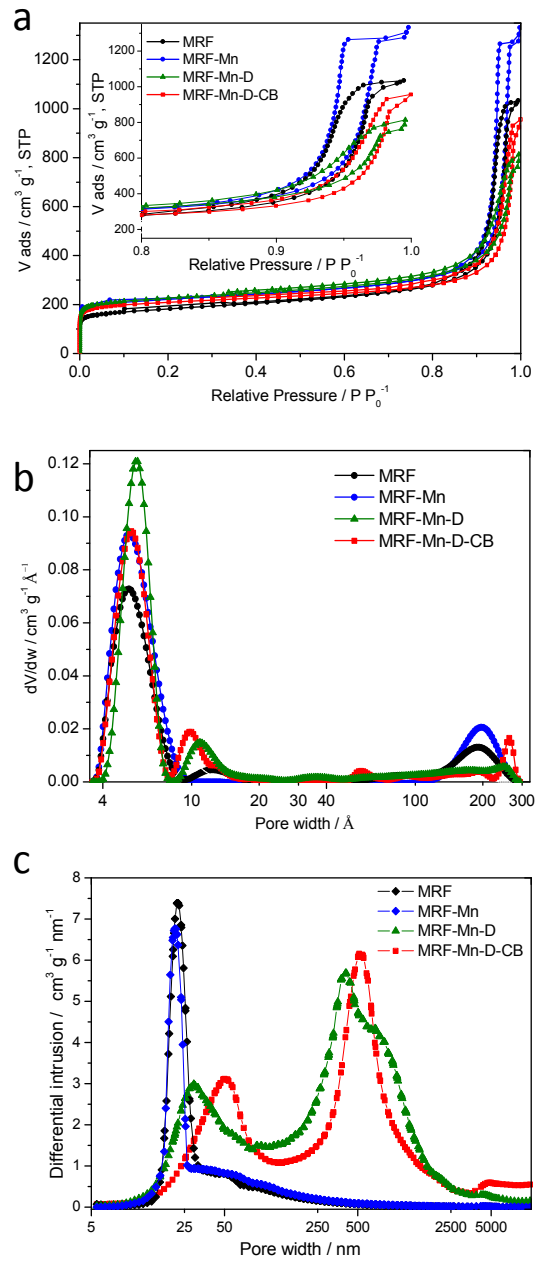 a
MRF
MRF-Mn
MRF-Mn-D
MRF-Mn-D-CB
V ads / cm³ g⁻¹, STP
1200
1000
800
600
400
200
0.8
0.9
1.0
Relative Pressure / P P₀⁻¹
V ads / cm³ g⁻¹, STP
1400
1200
1000
800
600
400
200
0
0.0
0.2
0.4
0.6
0.8
1.0
Relative Pressure / P P₀⁻¹
b
MRF
MRF-Mn
MRF-Mn-D
MRF-Mn-D-CB
dV/dw / cm³ g⁻¹ Å⁻¹
0.12
0.10
0.08
0.06
0.04
0.02
0.00
4
10
20
30
40
100
200
300
Pore width / Å
c
MRF
MRF-Mn
MRF-Mn-D
MRF-Mn-D-CB
Differential intrusion / cm³ g⁻¹ nm⁻¹
8
7
6
5
4
3
2
1
0
5
25
50
250
500
2500
5000
Pore width / nm